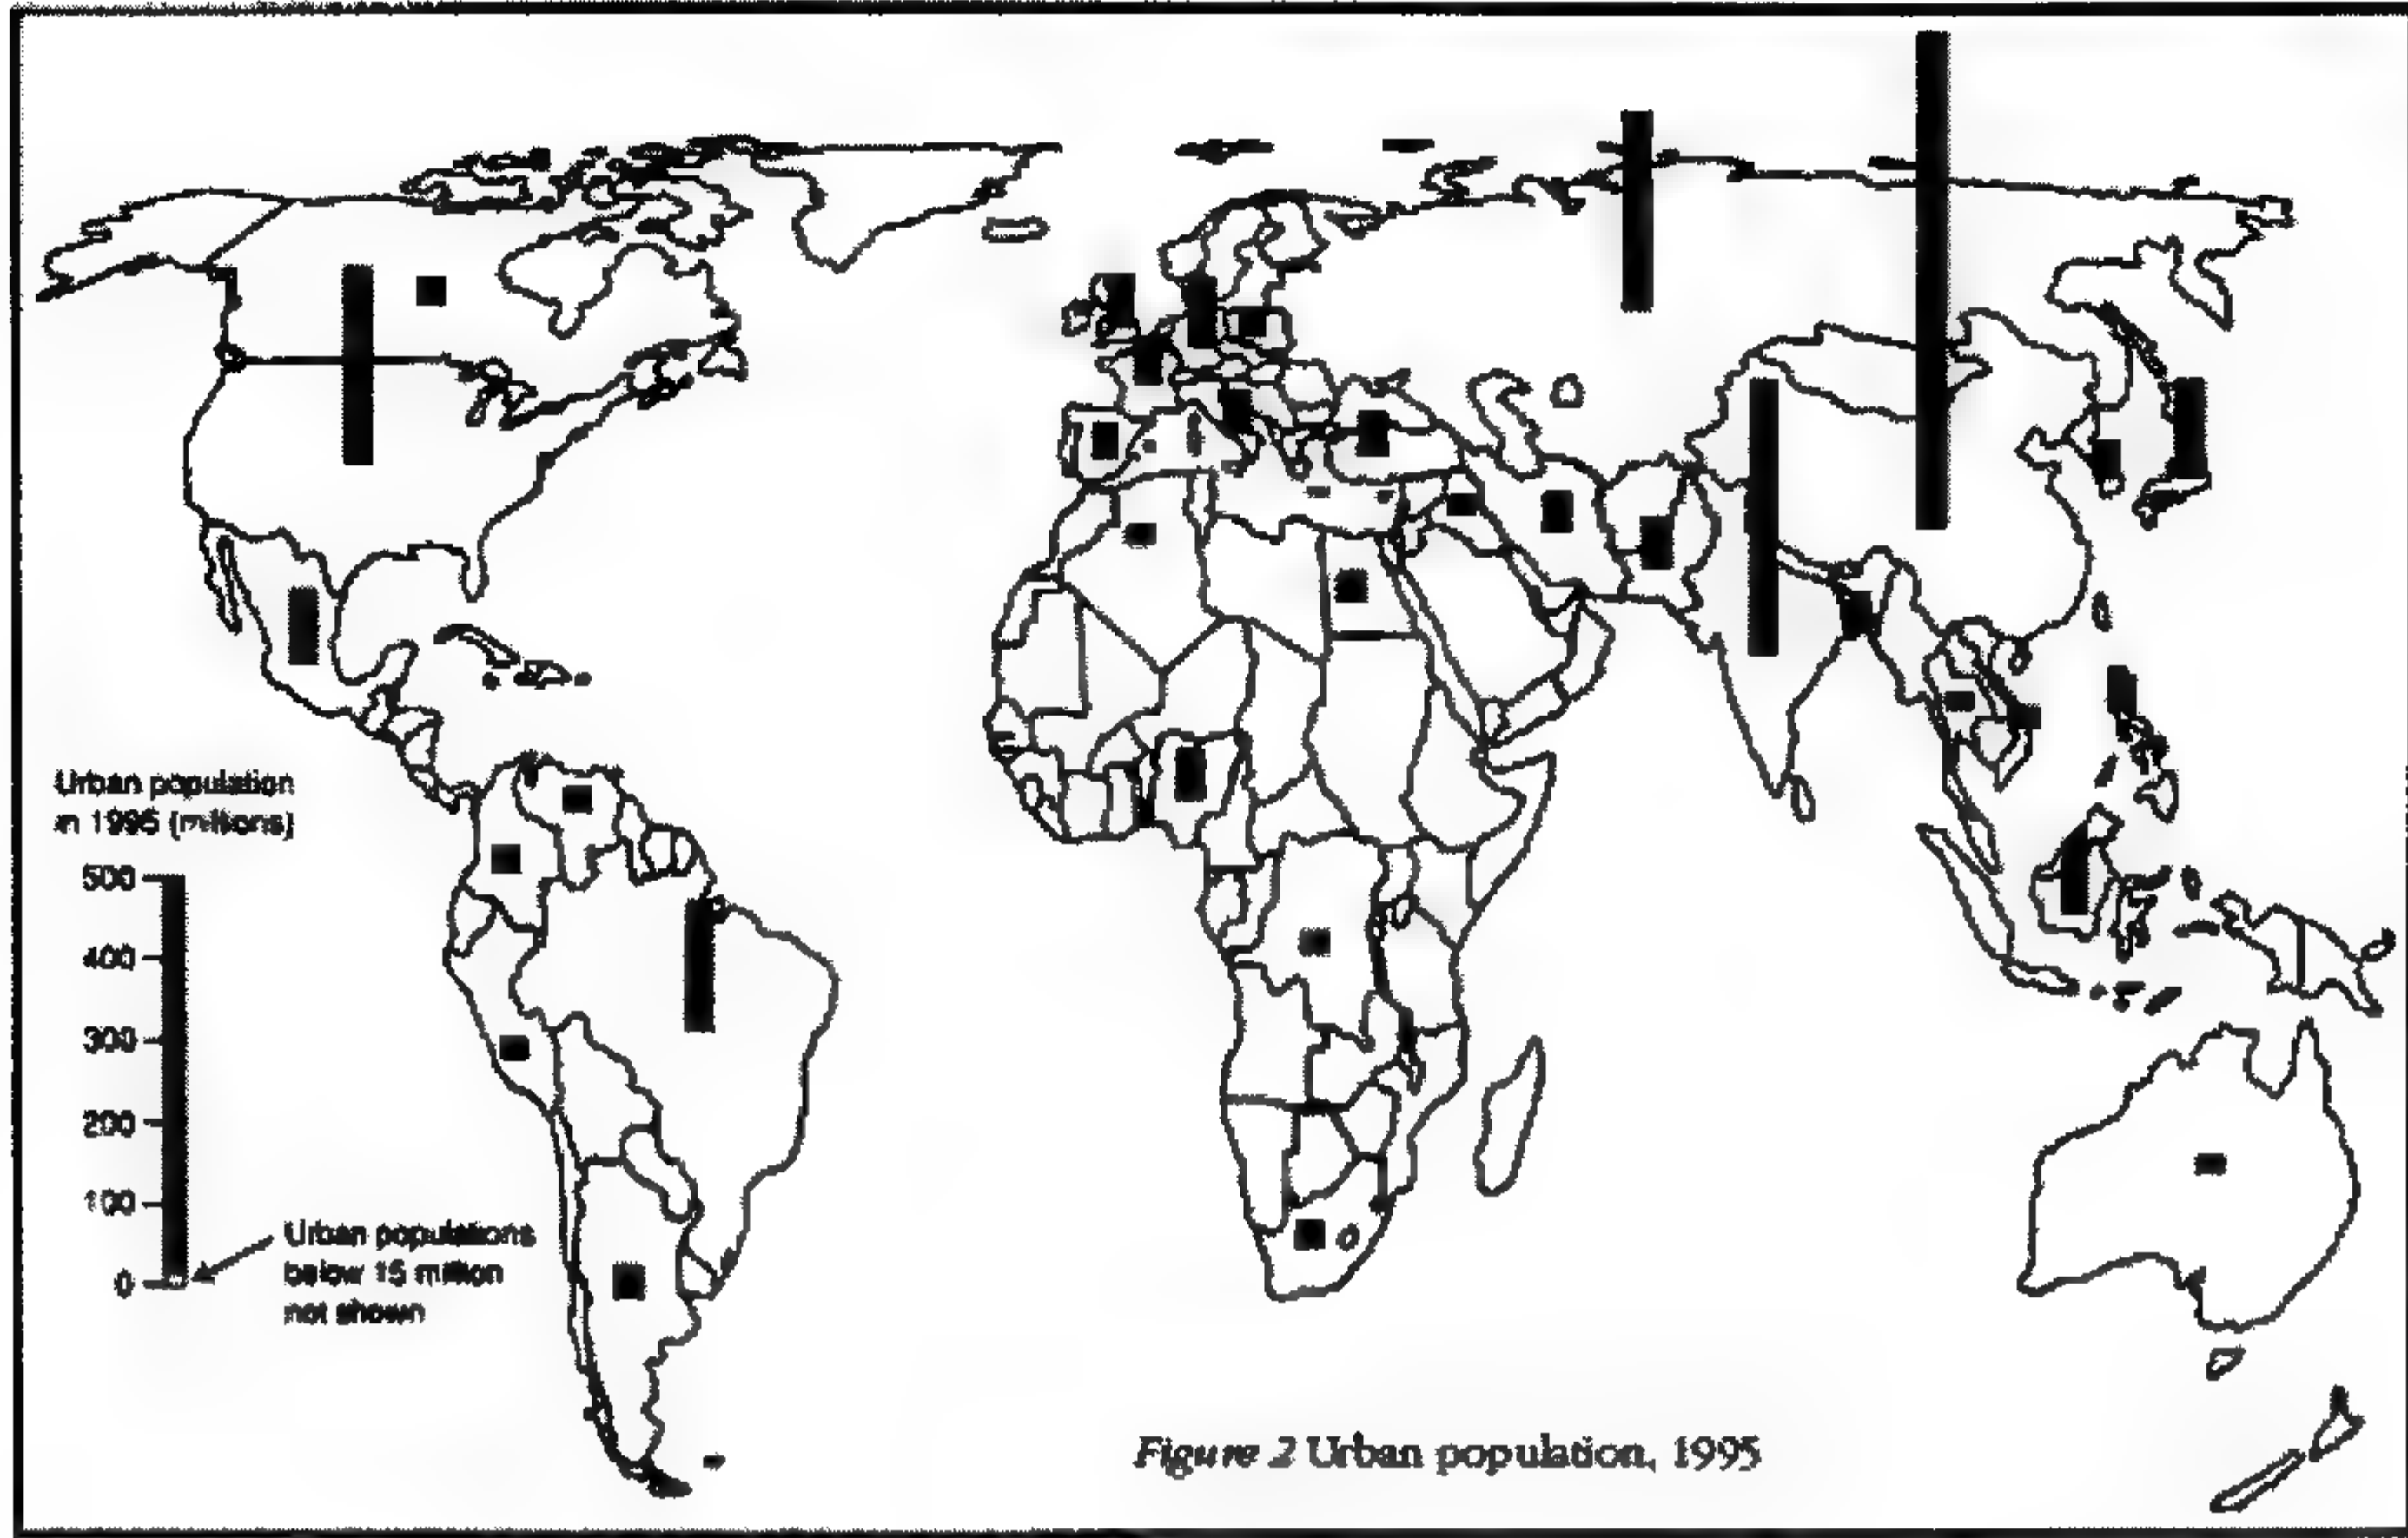 Urban population
in 1995 (millions)
500
400
300
200
100
0
Urban populations
below 15 million
not shown
Figure 2 Urban population, 1995